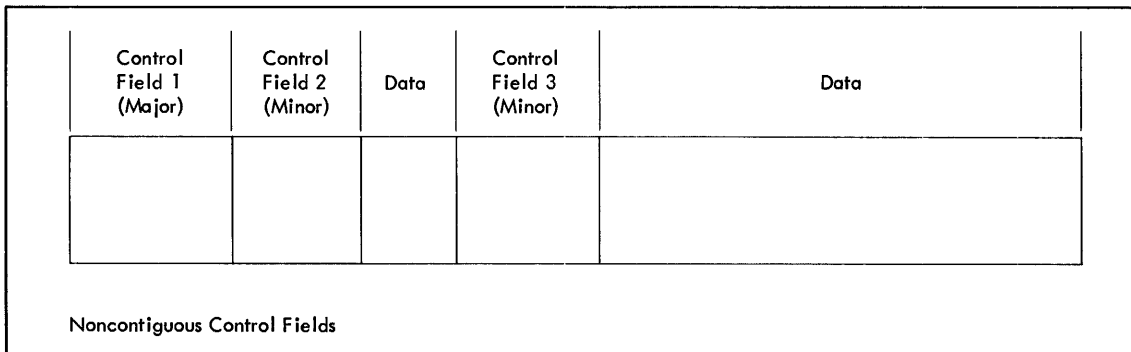 Control
Field 1
(Major)
Control
Field 2
(Minor)
Data
Control
Field 3
(Minor)
Data
Noncontiguous Control Fields